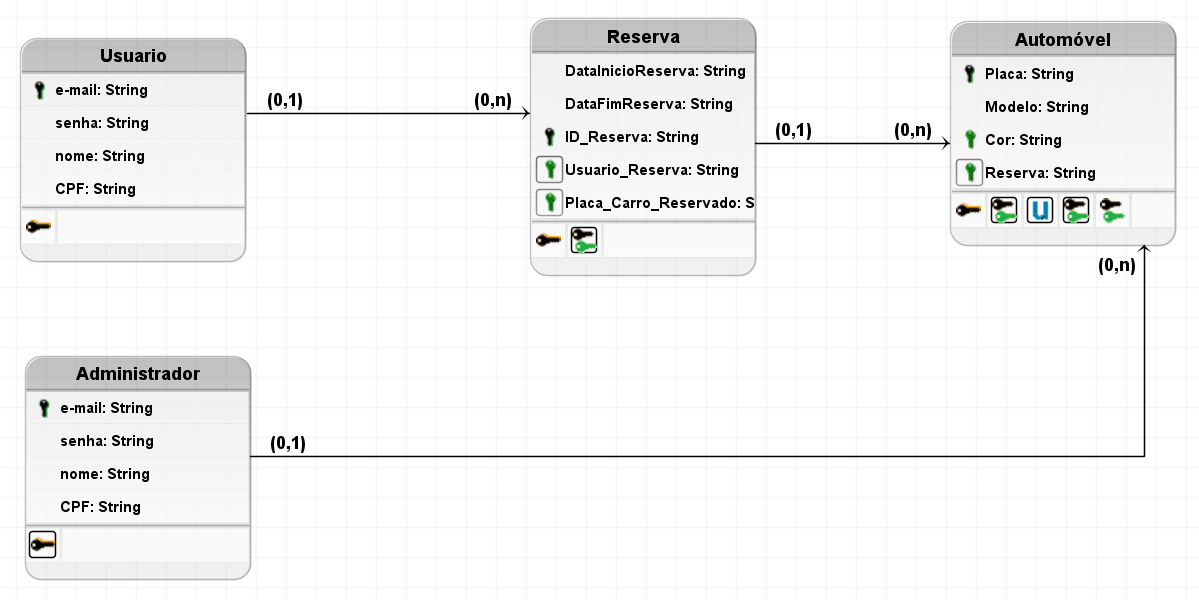 Usuario
e-mail: String
senha: String
nome: String
CPF: String
(0,1)
(0,n)
Reserva
DataInicioReserva: String
DataFimReserva: String
ID_Reserva: String
Usuario_Reserva: String
Placa_Carro_Reservado: S
(0,1)
(0,n)
Automóvel
Placa: String
Modelo: String
Cor: String
Reserva: String
U
(0,n)
Administrador
e-mail: String
senha: String
nome: String
CPF: String
(0,1)